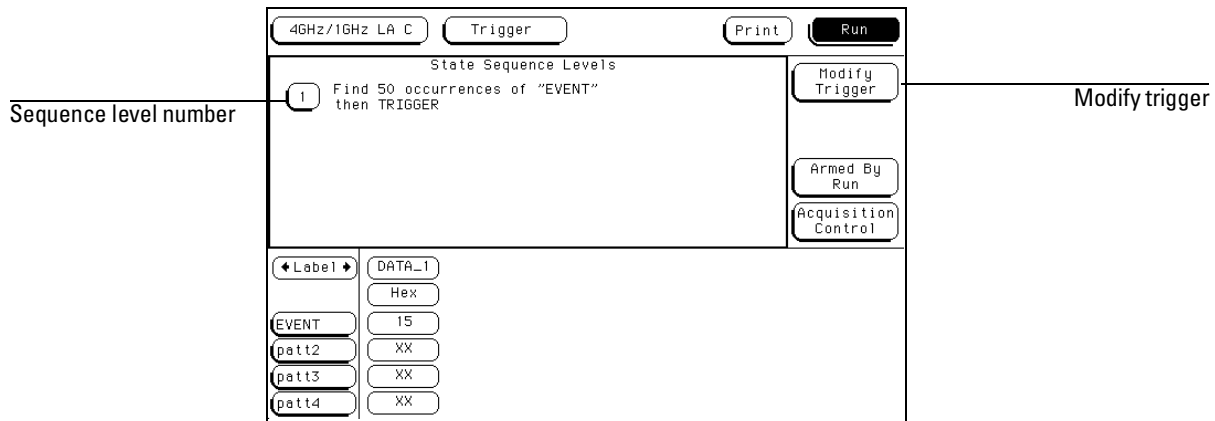 4GHz/1GHz LA C Trigger Print Run
State Sequence Levels
1 Find 50 occurrences of "EVENT"
then TRIGGER
Modify
Trigger
Sequence level number
Modify trigger
Armed By
Run
Acquisition
Control
←Label→ DATA_1
Hex
EVENT 15
patt2 XX
patt3 XX
patt4 XX